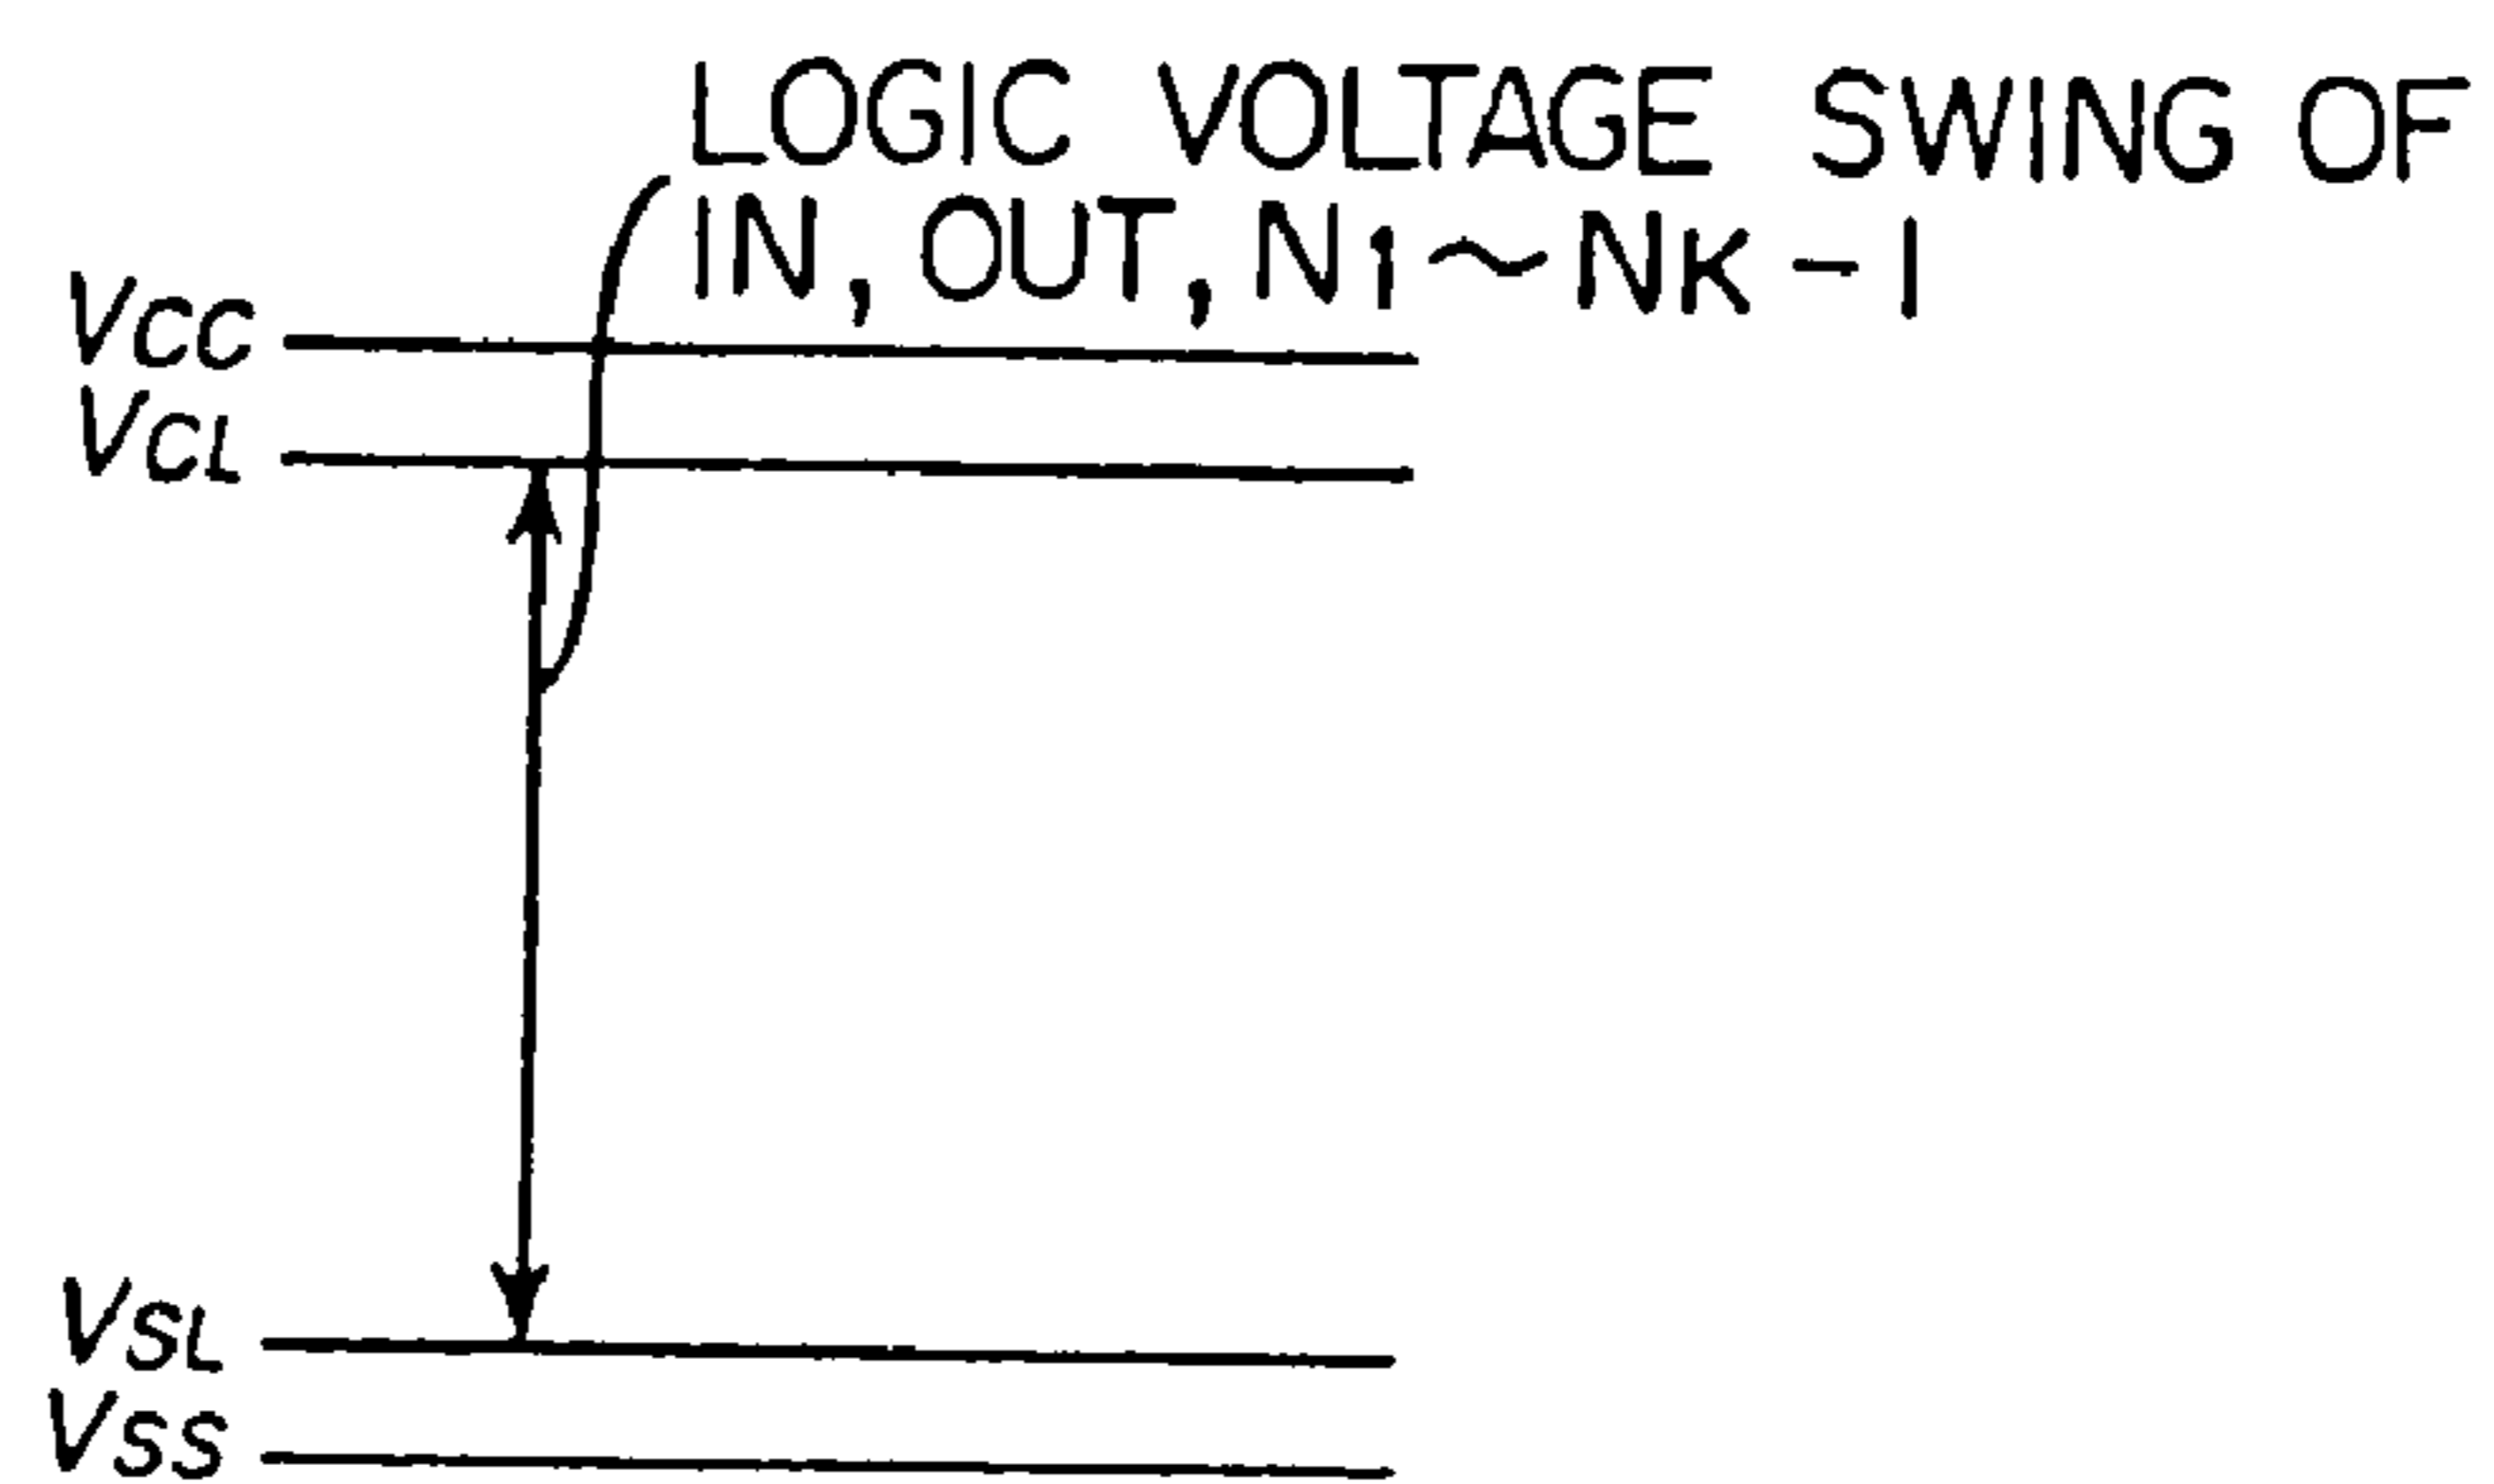 LOGIC VOLTAGE SWING OF
IN, OUT, N1~NK-1
VCC
VCL
VSL
VSS